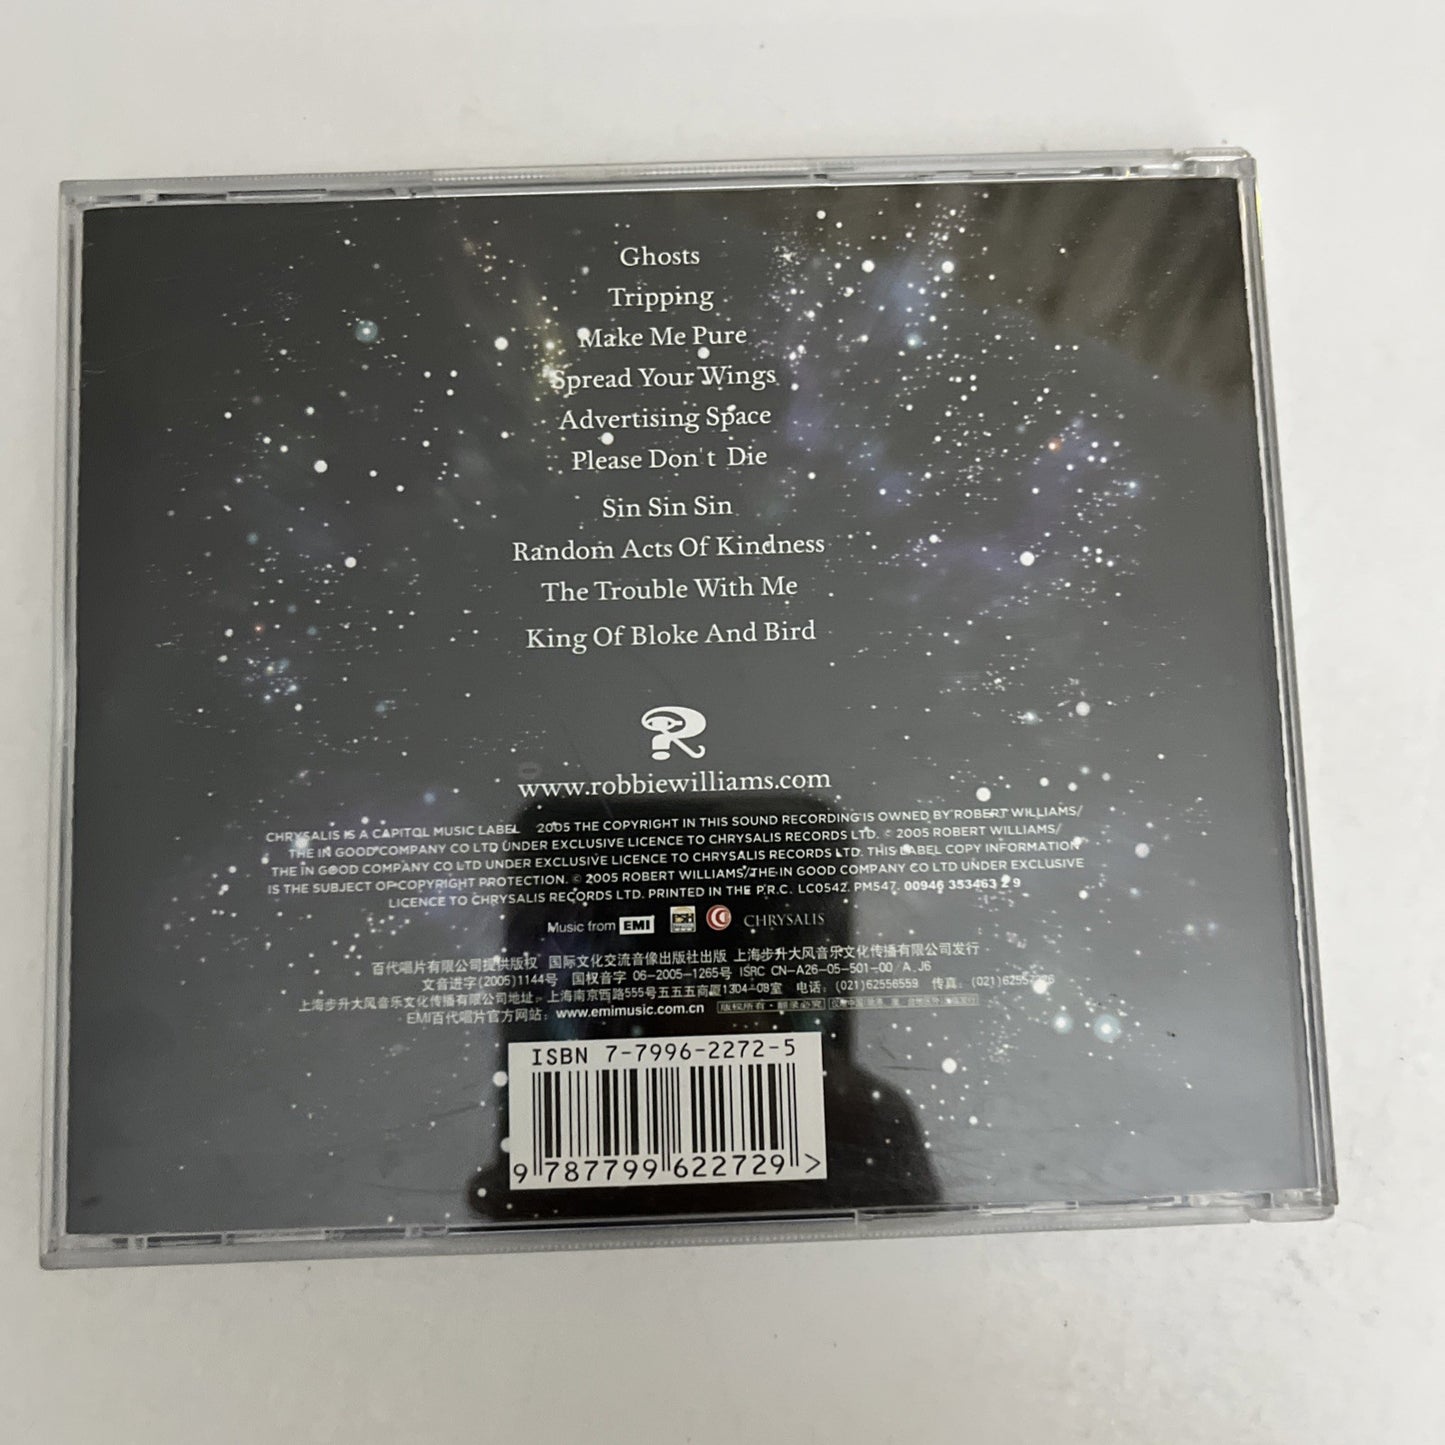 Ghosts
Tripping
Make Me Pure
Spread Your Wings
Advertising Space
Please Don't Die
Sin Sin Sin
Random Acts Of Kindness
The Trouble With Me
King Of Bloke And Bird
www.robbiewilliams.com
CHRYSALIS IS A CAPITOL MUSIC LABEL 2005 THE COPYRIGHT IN THIS SOUND RECORDING IS OWNED BY ROBERT WILLIAMS/
THE IN GOOD COMPANY CO LTD UNDER EXCLUSIVE LICENCE TO CHRYSALIS RECORDS LTD. © 2005 ROBERT WILLIAMS/
THE IN GOOD COMPANY CO LTD UNDER EXCLUSIVE LICENCE TO CHRYSALIS RECORDS LTD. THIS LABEL COPY INFORMATION
IS THE SUBJECT OF COPYRIGHT PROTECTION. © 2005 ROBERT WILLIAMS/THE IN GOOD COMPANY CO LTD UNDER EXCLUSIVE
LICENCE TO CHRYSALIS RECORDS LTD. PRINTED IN THE P.R.C. LC0542 PM547 00946 353463 2 9
Music from EMI CHRYSALIS
百代唱片有限公司提供版权 国际文化交流音像出版社出版 上海步升大风音乐文化传播有限公司发行
文音进字(2005)1144号 国权音字 06-2005-1265号 ISRC CN-A26-05-501-00/A.J6
上海步升大风音乐文化传播有限公司地址：上海南京西路555号五五五商厦1304-08室 电话：(021)62556559 传真：
EMI百代唱片官方网站：www.emimusic.com.cn 版权所有·翻录必究
ISBN 7-7996-2272-5
9 787799 622729 >